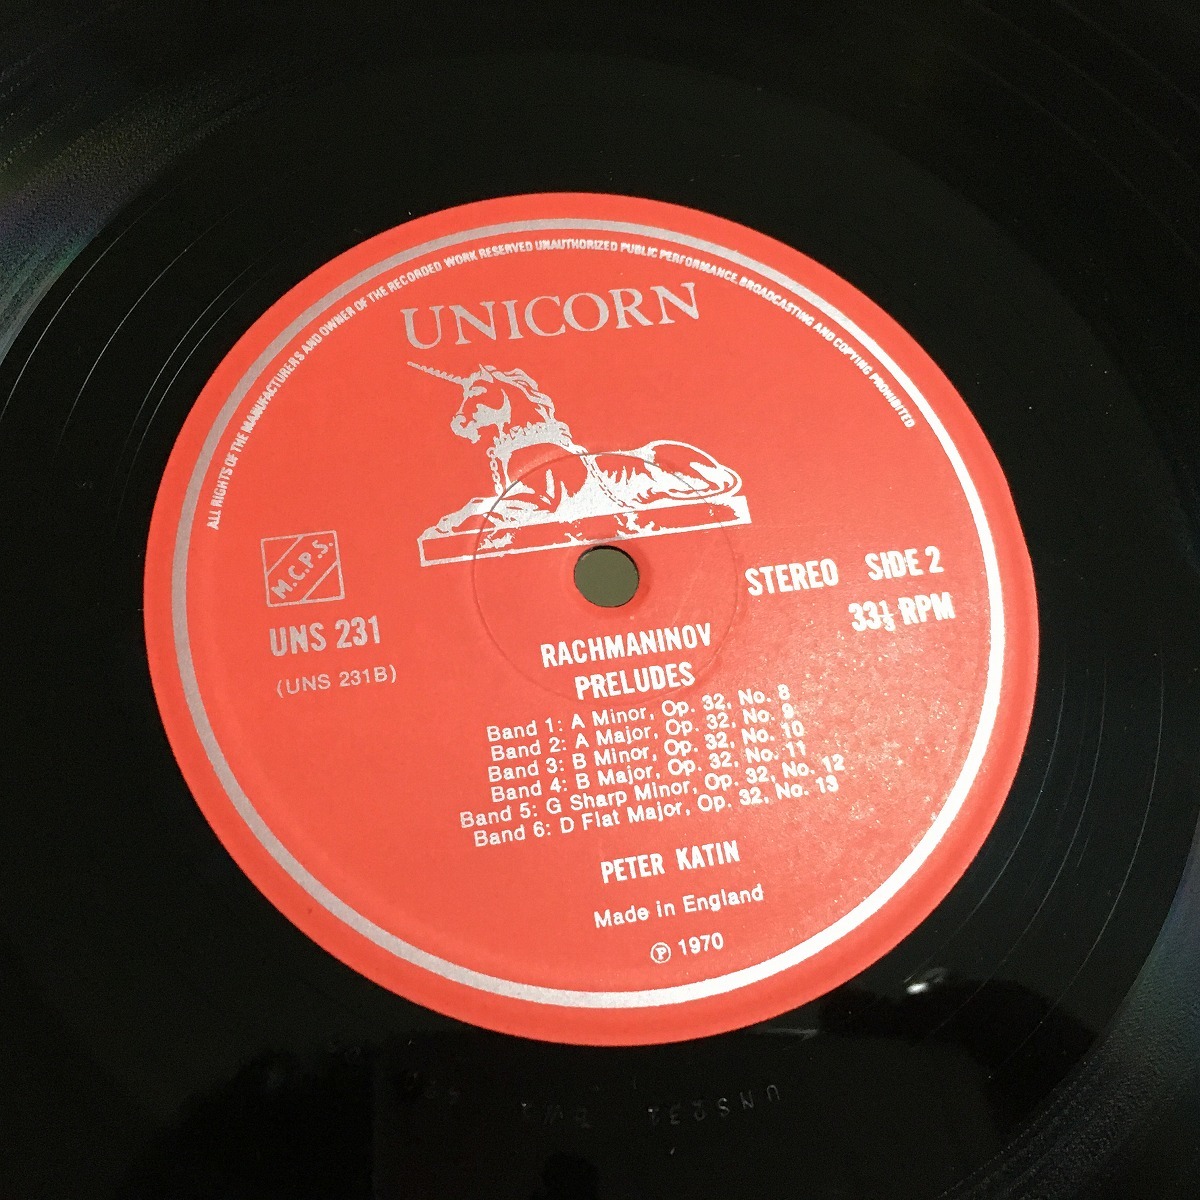 ALL RIGHTS OF THE MANUFACTURERS AND OWNER OF THE RECORDED WORK RESERVED UNAUTHORIZED PUBLIC PERFORMANCE BROADCASTING AND COPYING PROHIBITED
UNICORN
M.C.P.S.
STEREO SIDE 2
33⅓ RPM
UNS 231
(UNS 231B)
RACHMANINOV
PRELUDES
Band 1: A Minor, Op. 32, No. 8
Band 2: A Major, Op. 32, No. 9
Band 3: B Minor, Op. 32, No. 10
Band 4: B Major, Op. 32, No. 11
Band 5: G Sharp Minor, Op. 32, No. 12
Band 6: D Flat Major, Op. 32, No. 13
PETER KATIN
Made in England
℗ 1970